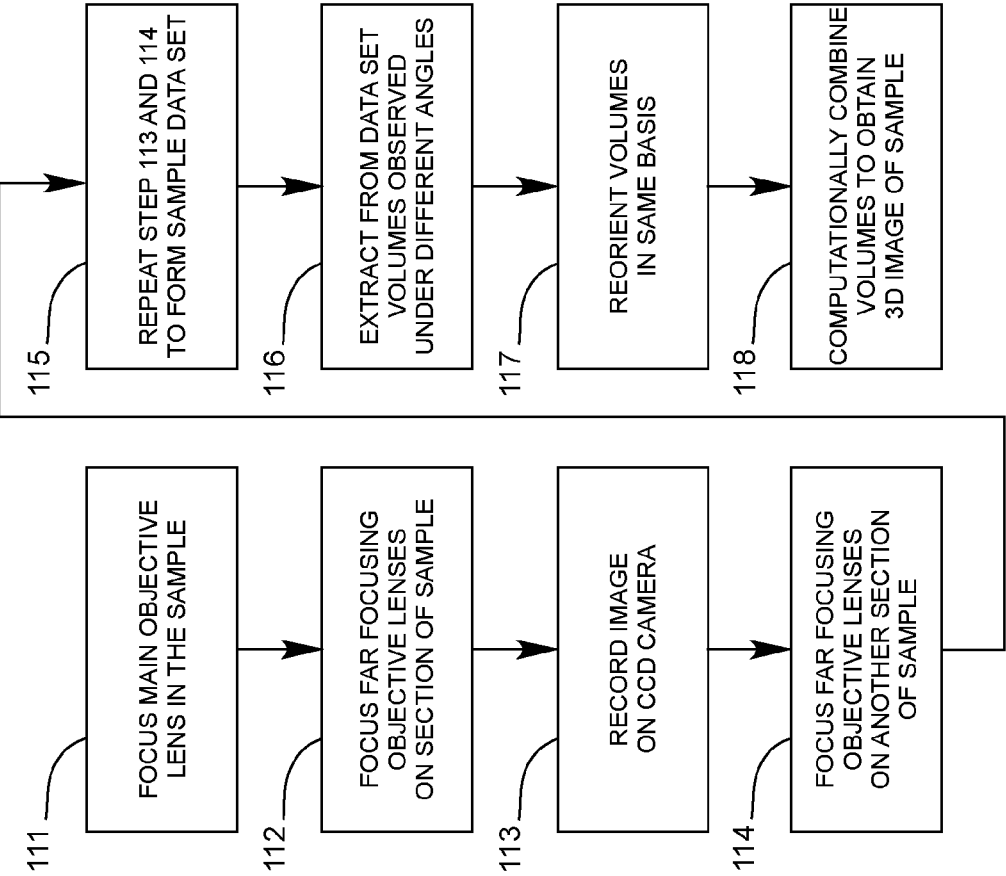 111
FOCUS MAIN OBJECTIVE
LENS IN THE SAMPLE
112
FOCUS FAR FOCUSING
OBJECTIVE LENSES
ON SECTION OF SAMPLE
113
RECORD IMAGE
ON CCD CAMERA
114
FOCUS FAR FOCUSING
OBJECTIVE LENSES
ON ANOTHER SECTION
OF SAMPLE
115
REPEAT STEP 113 AND 114
TO FORM SAMPLE DATA SET
116
EXTRACT FROM DATA SET
VOLUMES OBSERVED
UNDER DIFFERENT ANGLES
117
REORIENT VOLUMES
IN SAME BASIS
118
COMPUTATIONALLY COMBINE
VOLUMES TO OBTAIN
3D IMAGE OF SAMPLE